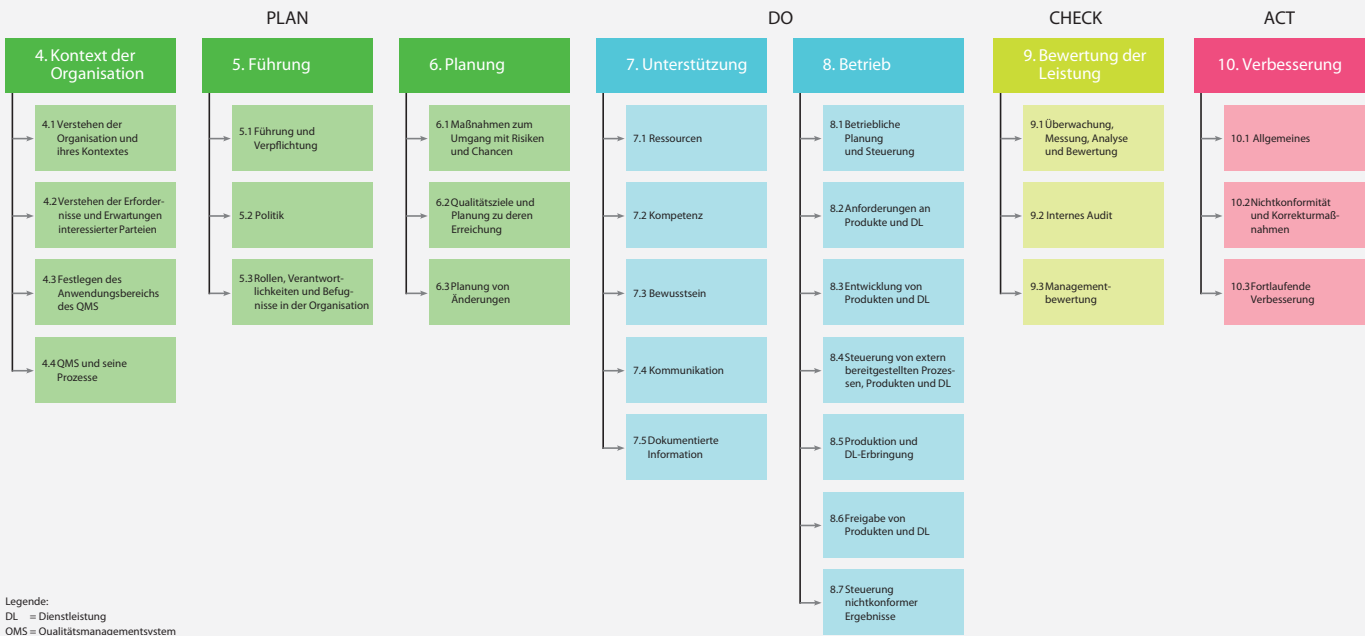 PLAN
DO
CHECK
ACT
4. Kontext der
Organisation
5. Führung
6. Planung
7. Unterstützung
8. Betrieb
9. Bewertung der
Leistung
10. Verbesserung
4.1 Verstehen der
Organisation und
ihres Kontextes
4.2 Verstehen der Erforder-
nisse und Erwartungen
interessierter Parteien
4.3 Festlegen des
Anwendungsbereichs
des QMS
4.4 QMS und seine
Prozesse
5.1 Führung und
Verpflichtung
5.2 Politik
5.3 Rollen, Verantwort-
lichkeiten und Befug-
nisse in der Organisation
6.1 Maßnahmen zum
Umgang mit Risiken
und Chancen
6.2 Qualitätsziele und
Planung zu deren
Erreichung
6.3 Planung von
Änderungen
7.1 Ressourcen
7.2 Kompetenz
7.3 Bewusstsein
7.4 Kommunikation
7.5 Dokumentierte
Information
8.1 Betriebliche
Planung
und Steuerung
8.2 Anforderungen an
Produkte und DL
8.3 Entwicklung von
Produkten und DL
8.4 Steuerung von extern
bereitgestellten Prozes-
sen, Produkten und DL
8.5 Produktion und
DL-Erbringung
8.6 Freigabe von
Produkten und DL
8.7 Steuerung
nichtkonformer
Ergebnisse
9.1 Überwachung,
Messung, Analyse
und Bewertung
9.2 Internes Audit
9.3 Management-
bewertung
10.1 Allgemeines
10.2 Nichtkonformität
und Korrekturmaß-
nahmen
10.3 Fortlaufende
Verbesserung
Legende:
DL = Dienstleistung
QMS = Qualitätsmanagementsystem